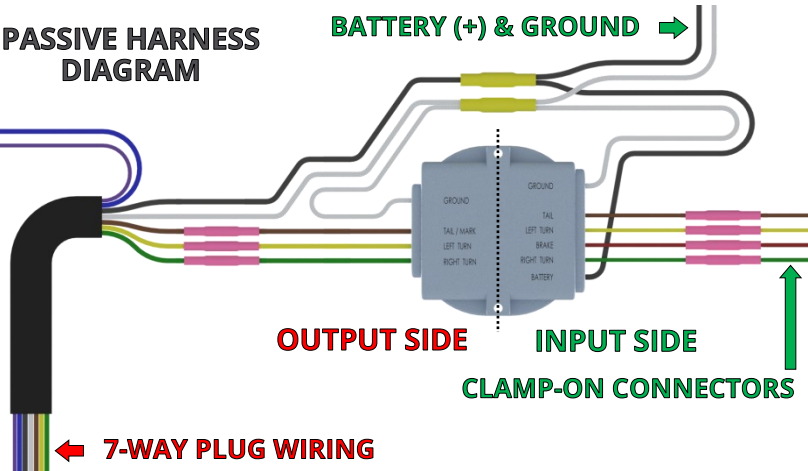 PASSIVE HARNESS
DIAGRAM
BATTERY (+) & GROUND
GROUND
TAIL / MARK
LEFT TURN
RIGHT TURN
GROUND
TAIL
LEFT TURN
BRAKE
RIGHT TURN
BATTERY
OUTPUT SIDE
INPUT SIDE
CLAMP-ON CONNECTORS
7-WAY PLUG WIRING